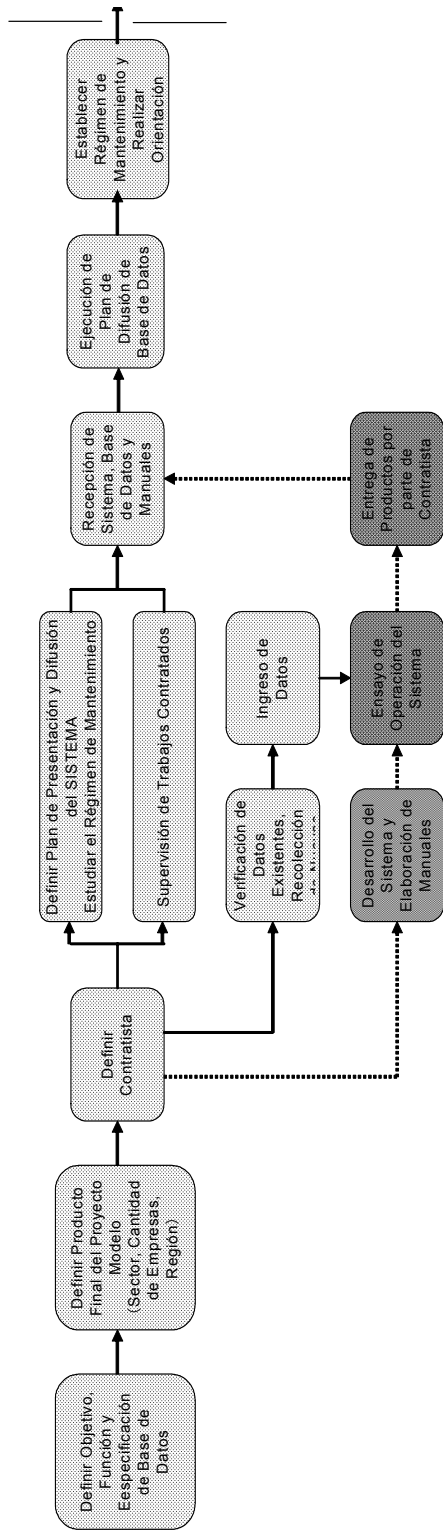 Definir Objetivo,
Función y
Eespecificación
de Base de
Datos
Definir Producto
Final del Proyecto
Modelo
(Sector, Cantidad
de Empresas,
Región)
Definir
Contratista
Definir Plan de Presentación y Difusión
del SISTEMA
Estudiar el Régimen de Mantenimiento
Supervisión de Trabajos Contratados
Recepción de
Sistema, Base
de Datos y
Manuales
Ejecución de
Plan de
Difusión de
Base de Datos
Establecer
Régimen de
Mantenimiento y
Realizar
Orientación
Verificación de
Datos
Existentes,
Recolección
Ingreso de
Datos
Desarrollo del
Sistema y
Elaboración de
Manuales
Ensayo de
Operación del
Sistema
Entrega de
Productos por
parte de
Contratista